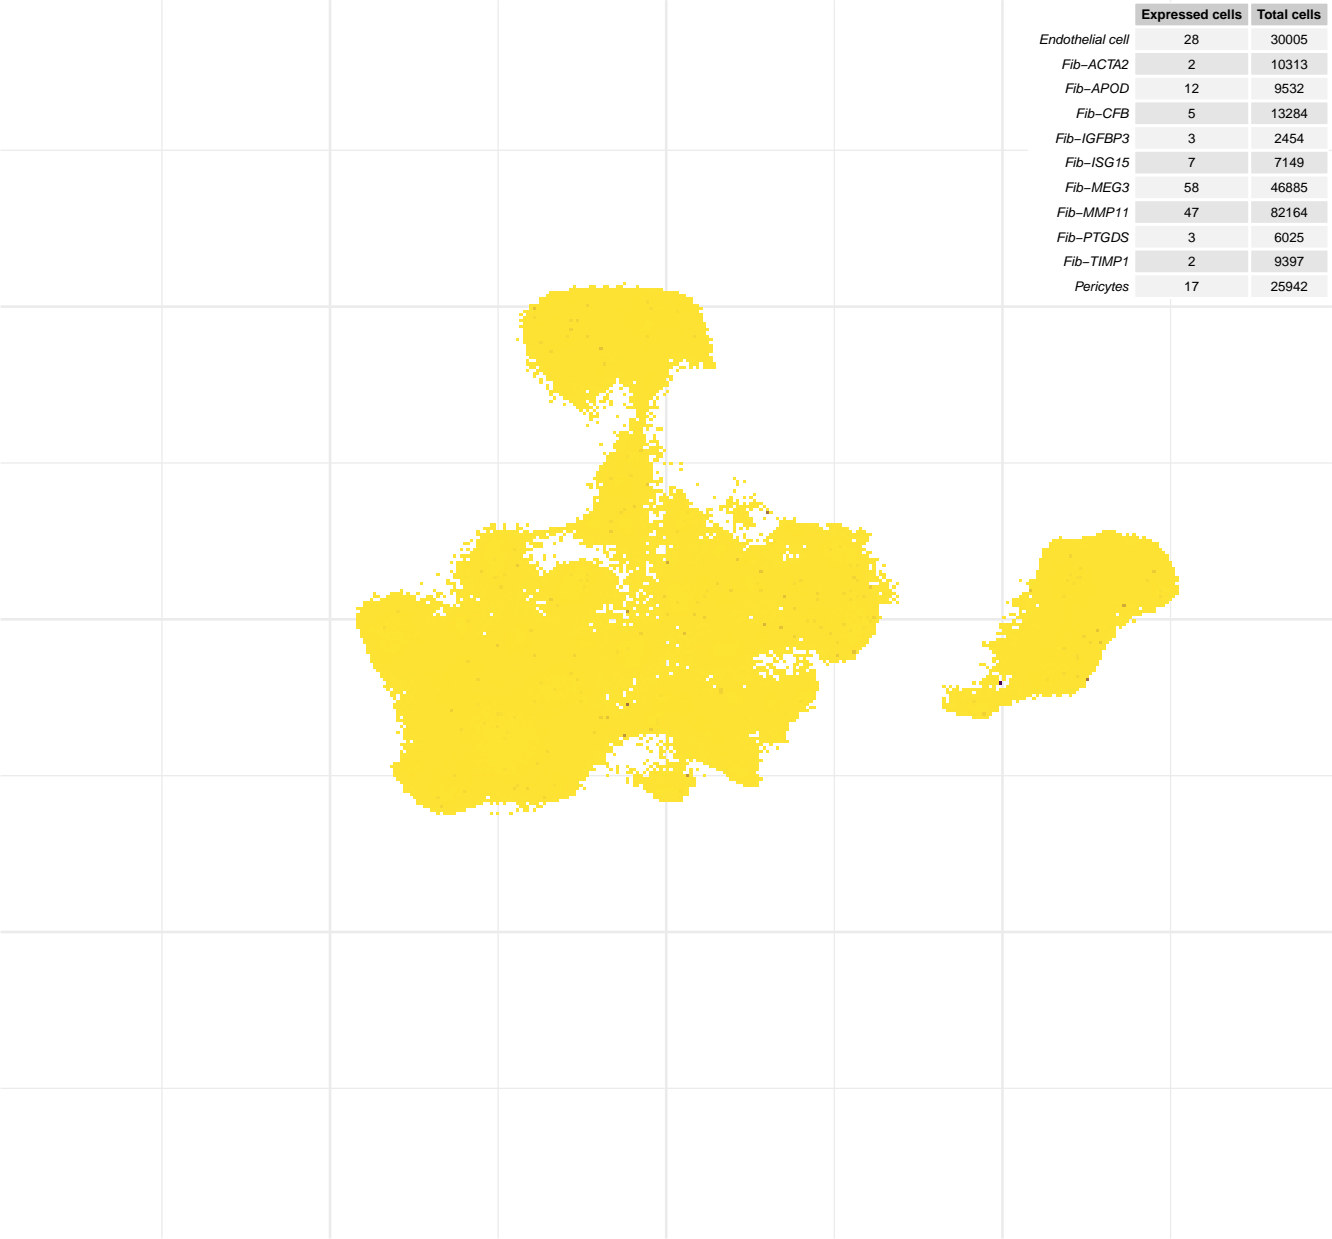 Expressed cells Total cells
Endothelial cell 28 30005
Fib−ACTA2 2 10313
Fib−APOD 12 9532
Fib−CFB 5 13284
Fib−IGFBP3 3 2454
Fib−ISG15 7 7149
Fib−MEG3 58 46885
Fib−MMP11 47 82164
Fib−PTGDS 3 6025
Fib−TIMP1 2 9397
Pericytes 17 25942